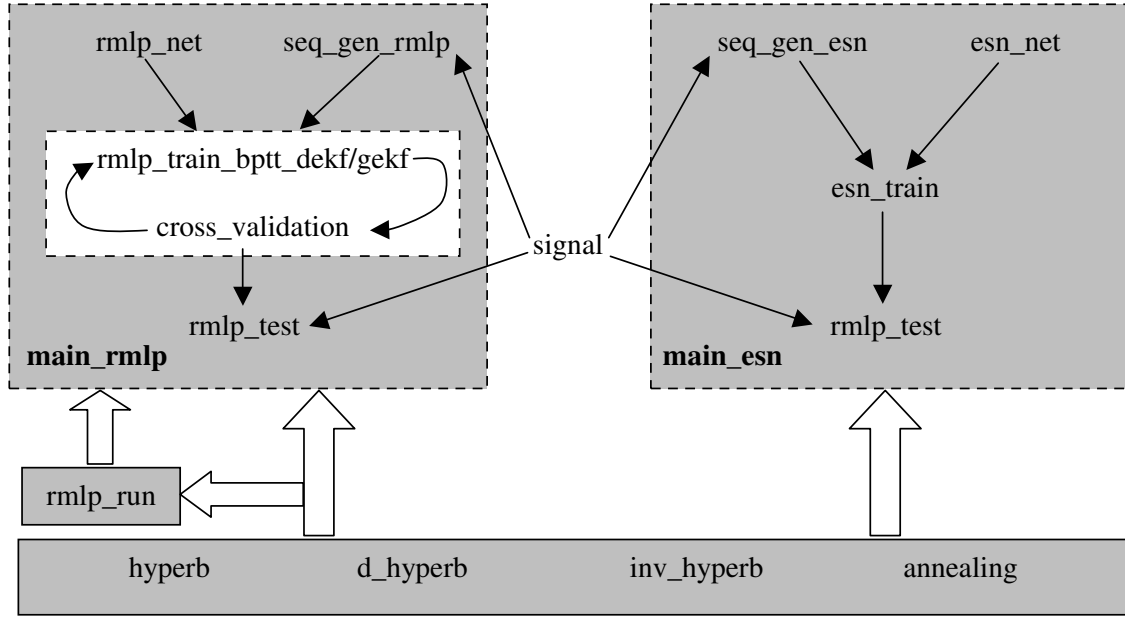 rmlp_net seq_gen_rmlp seq_gen_esn esn_net
rmlp_train_bptt_dekf/gekf
esn_train
cross_validation
signal
rmlp_test rmlp_test
main_rmlp main_esn
rmlp_run
hyperb d_hyperb inv_hyperb annealing